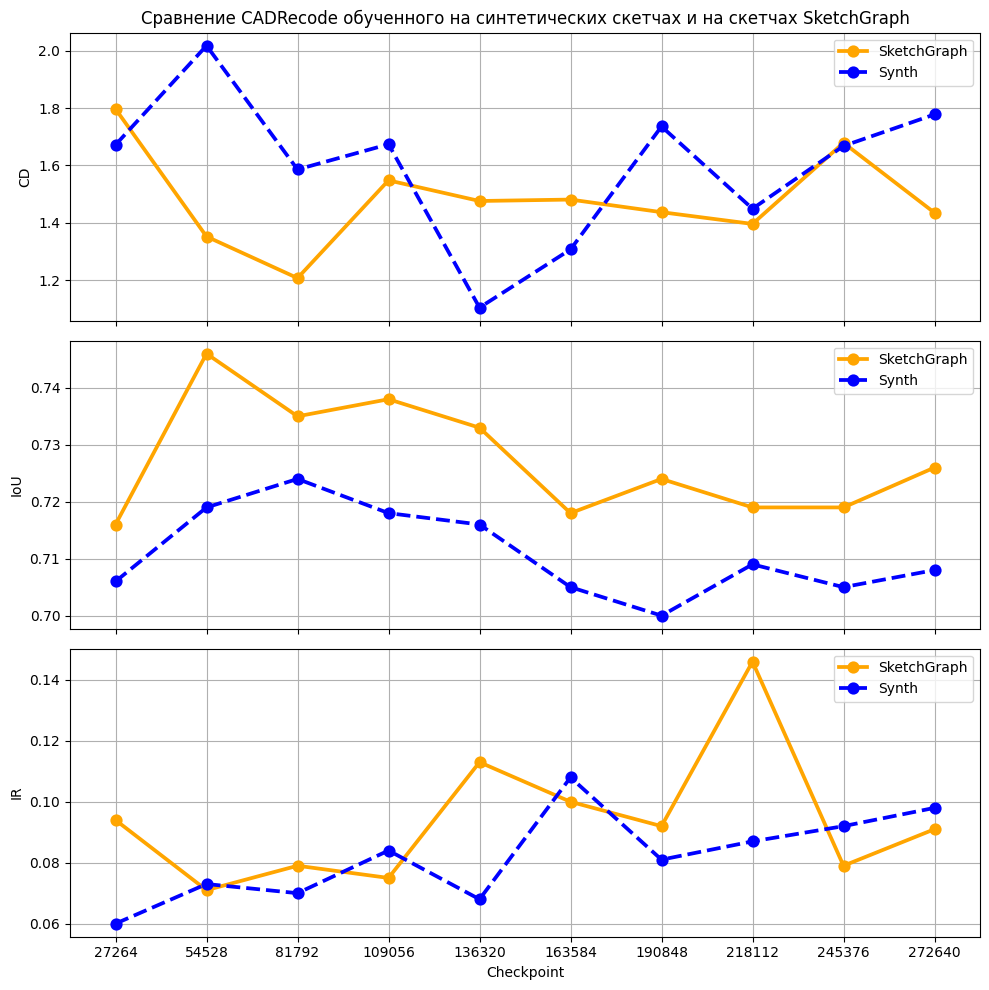 Сравнение CADRecode обученного на синтетических скетчах и на скетчах SketchGraph
SketchGraph
Synth
2.0
1.8
1.6
1.4
1.2
CD
SketchGraph
Synth
0.74
0.73
0.72
0.71
0.70
IoU
SketchGraph
Synth
0.14
0.12
0.10
0.08
0.06
IR
27264 54528 81792 109056 136320 163584 190848 218112 245376 272640
Checkpoint